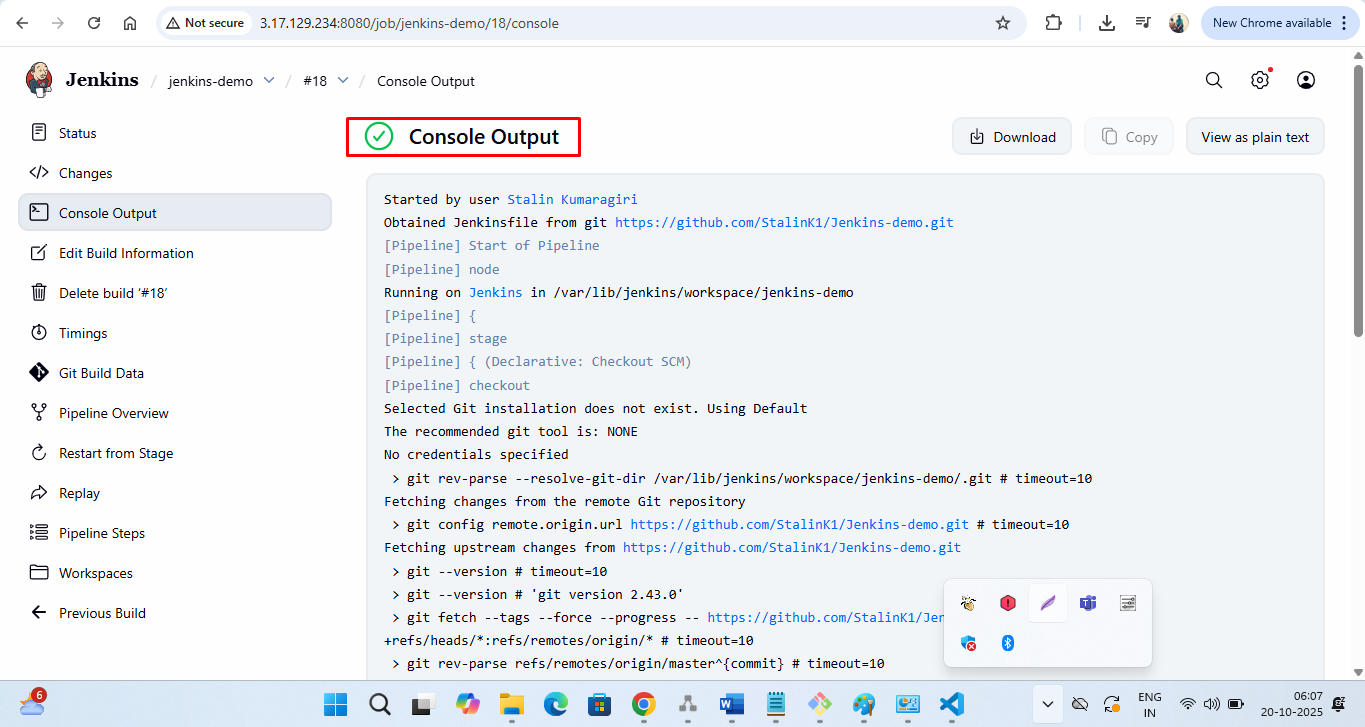 Not secure
3.17.129.234:8080/job/jenkins-demo/18/console
New Chrome available
Jenkins / jenkins-demo / #18 / Console Output
Status
Changes
Console Output
Edit Build Information
Delete build ‘#18’
Timings
Git Build Data
Pipeline Overview
Restart from Stage
Replay
Pipeline Steps
Workspaces
Previous Build
Console Output
Download
Copy
View as plain text
Started by user Stalin Kumaragiri
Obtained Jenkinsfile from git https://github.com/StalinK1/Jenkins-demo.git
[Pipeline] Start of Pipeline
[Pipeline] node
Running on Jenkins in /var/lib/jenkins/workspace/jenkins-demo
[Pipeline] {
[Pipeline] stage
[Pipeline] { (Declarative: Checkout SCM)
[Pipeline] checkout
Selected Git installation does not exist. Using Default
The recommended git tool is: NONE
No credentials specified
> git rev-parse --resolve-git-dir /var/lib/jenkins/workspace/jenkins-demo/.git # timeout=10
Fetching changes from the remote Git repository
> git config remote.origin.url https://github.com/StalinK1/Jenkins-demo.git # timeout=10
Fetching upstream changes from https://github.com/StalinK1/Jenkins-demo.git
> git --version # timeout=10
> git --version # 'git version 2.43.0'
> git fetch --tags --force --progress -- https://github.com/StalinK1/Jen
+refs/heads/*:refs/remotes/origin/* # timeout=10
> git rev-parse refs/remotes/origin/master^{commit} # timeout=10
6
ENG
IN
06:07
20-10-2025